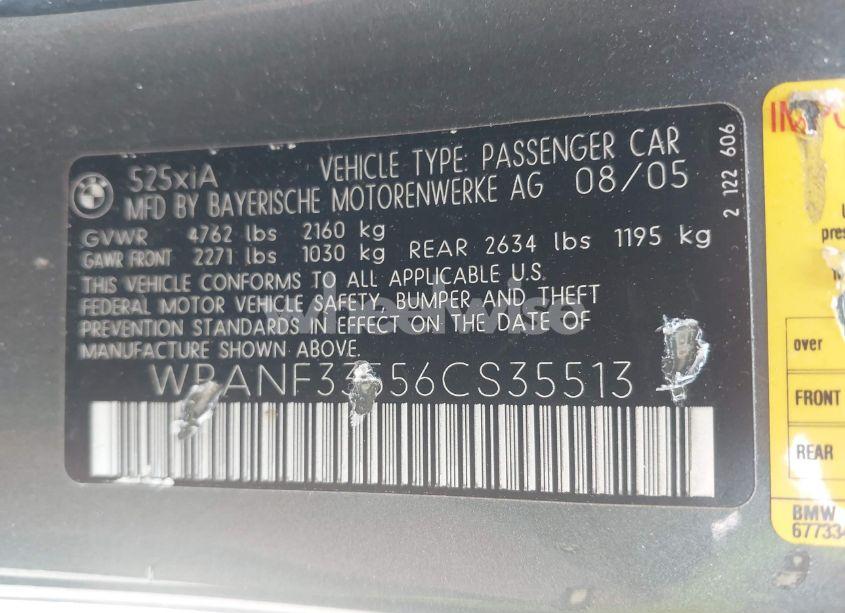 525xiA VEHICLE TYPE: PASSENGER CAR
MFD BY BAYERISCHE MOTORENWERKE AG 08/05
GVWR 4762 lbs 2160 kg
GAWR FRONT 2271 lbs 1030 kg REAR 2634 lbs 1195 kg
THIS VEHICLE CONFORMS TO ALL APPLICABLE U.S.
FEDERAL MOTOR VEHICLE SAFETY, BUMPER AND THEFT
PREVENTION STANDARDS IN EFFECT ON THE DATE OF
MANUFACTURE SHOWN ABOVE.
2 122 606
wheelwise
over
FRONT
REAR
BMW